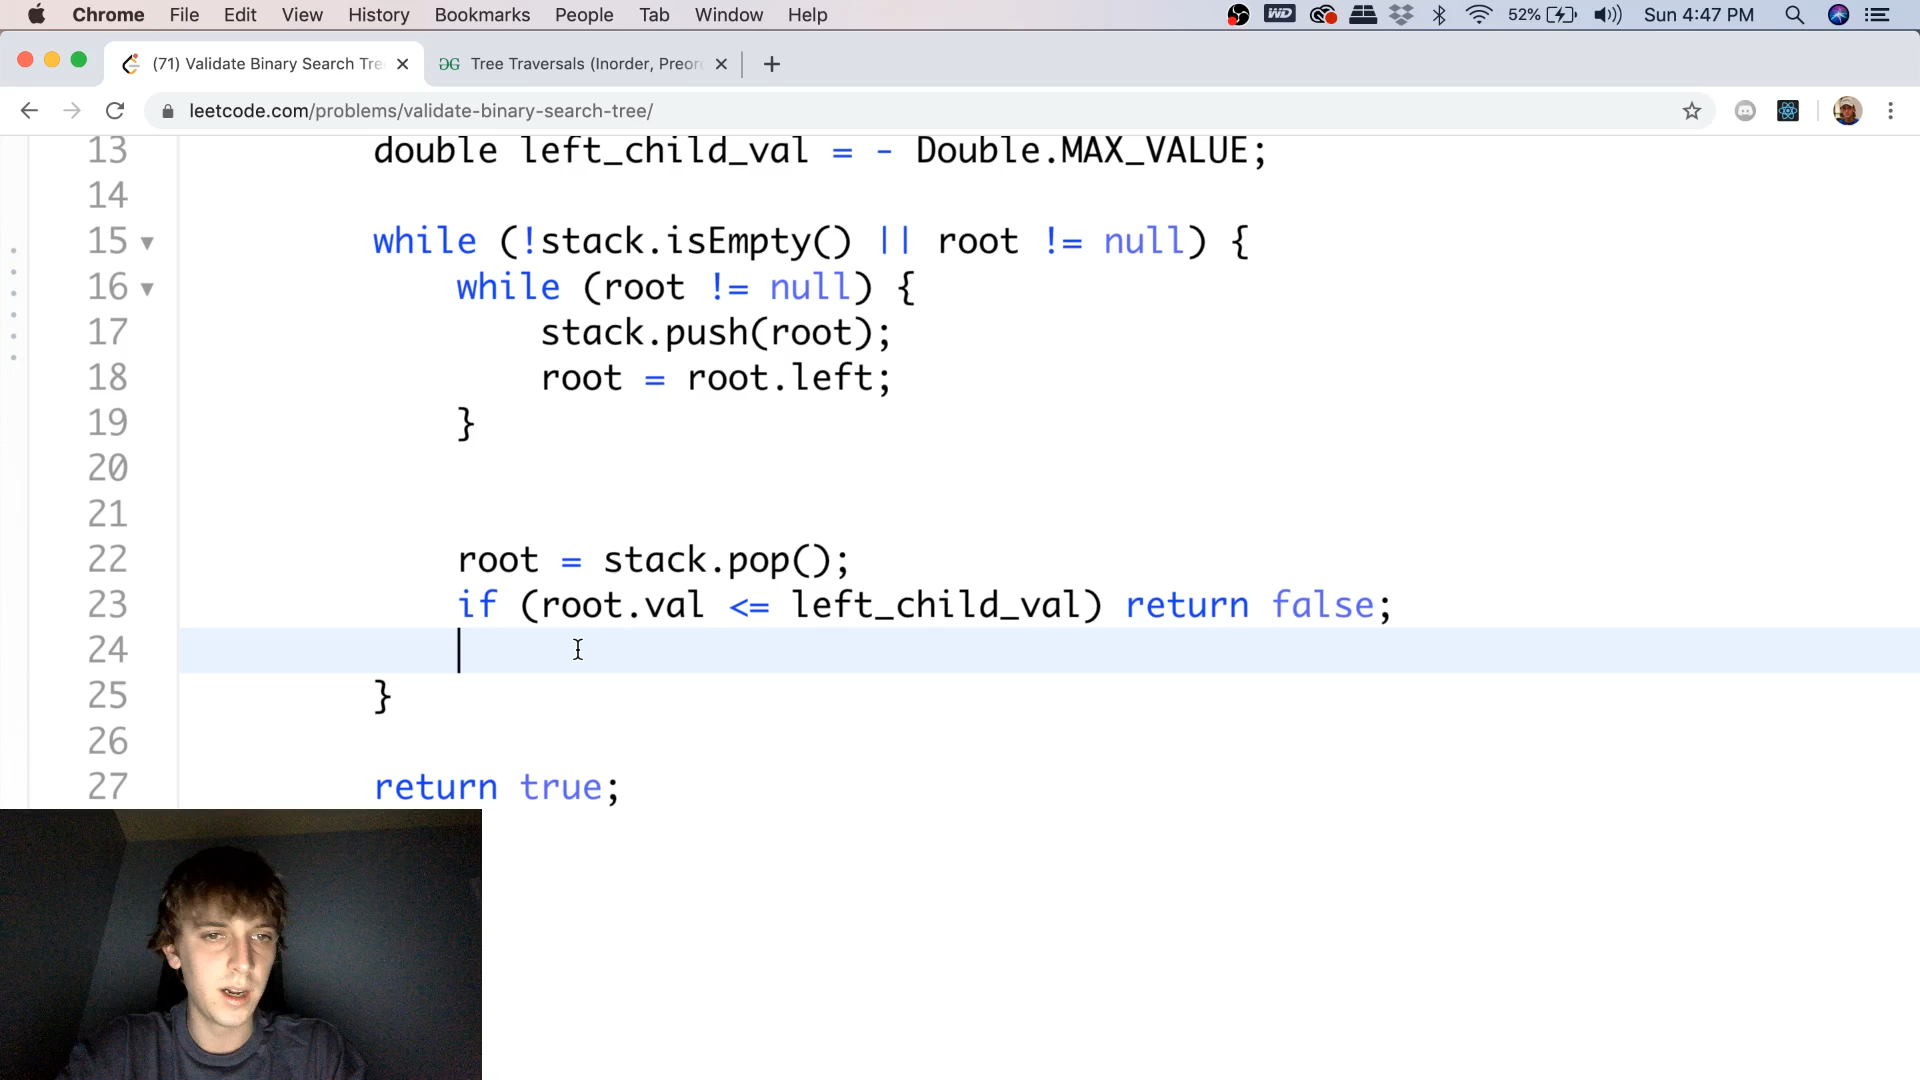 Chrome File Edit View History Bookmarks People Tab Window Help WD 52% Sun 4:47 PM
(71) Validate Binary Search Tre GG Tree Traversals (Inorder, Preor
leetcode.com/problems/validate-binary-search-tree/
13 double left_child_val = - Double.MAX_VALUE;
14
15 while (!stack.isEmpty() || root != null) {
16 while (root != null) {
17 stack.push(root);
18 root = root.left;
19 }
20
21
22 root = stack.pop();
23 if (root.val <= left_child_val) return false;
24
25 }
26
27 return true;